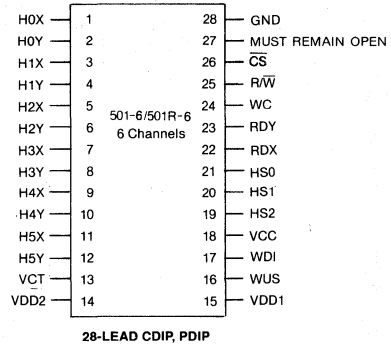 H0X 1 28 GND
H0Y 2 27 MUST REMAIN OPEN
H1X 3 26 C̅S̅
H1Y 4 25 R/W̅
H2X 5 24 WC
501-6/501R-6
H2Y 6 23 RDY
6 Channels
H3X 7 22 RDX
H3Y 8 21 HS0
H4X 9 20 HS1
H4Y 10 19 HS2
H5X 11 18 VCC
H5Y 12 17 WDI
VCT 13 16 WUS
VDD2 14 15 VDD1
28-LEAD CDIP, PDIP